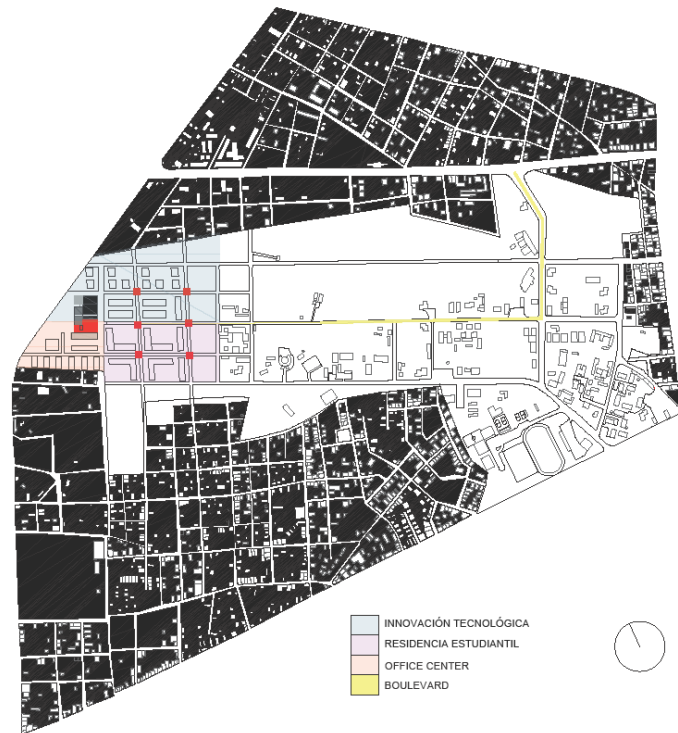 INNOVACIÓN TECNOLÓGICA
RESIDENCIA ESTUDIANTIL
OFFICE CENTER
BOULEVARD